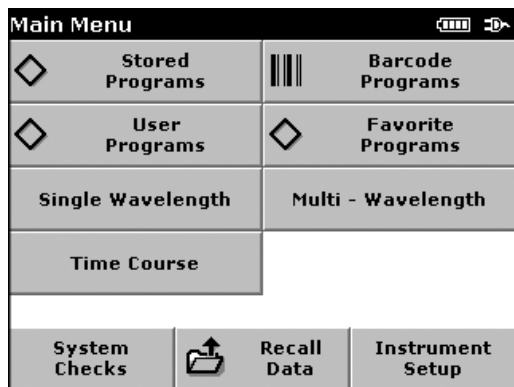 Main Menu
Stored
Programs
Barcode
Programs
User
Programs
Favorite
Programs
Single Wavelength
Multi - Wavelength
Time Course
System
Checks
Recall
Data
Instrument
Setup